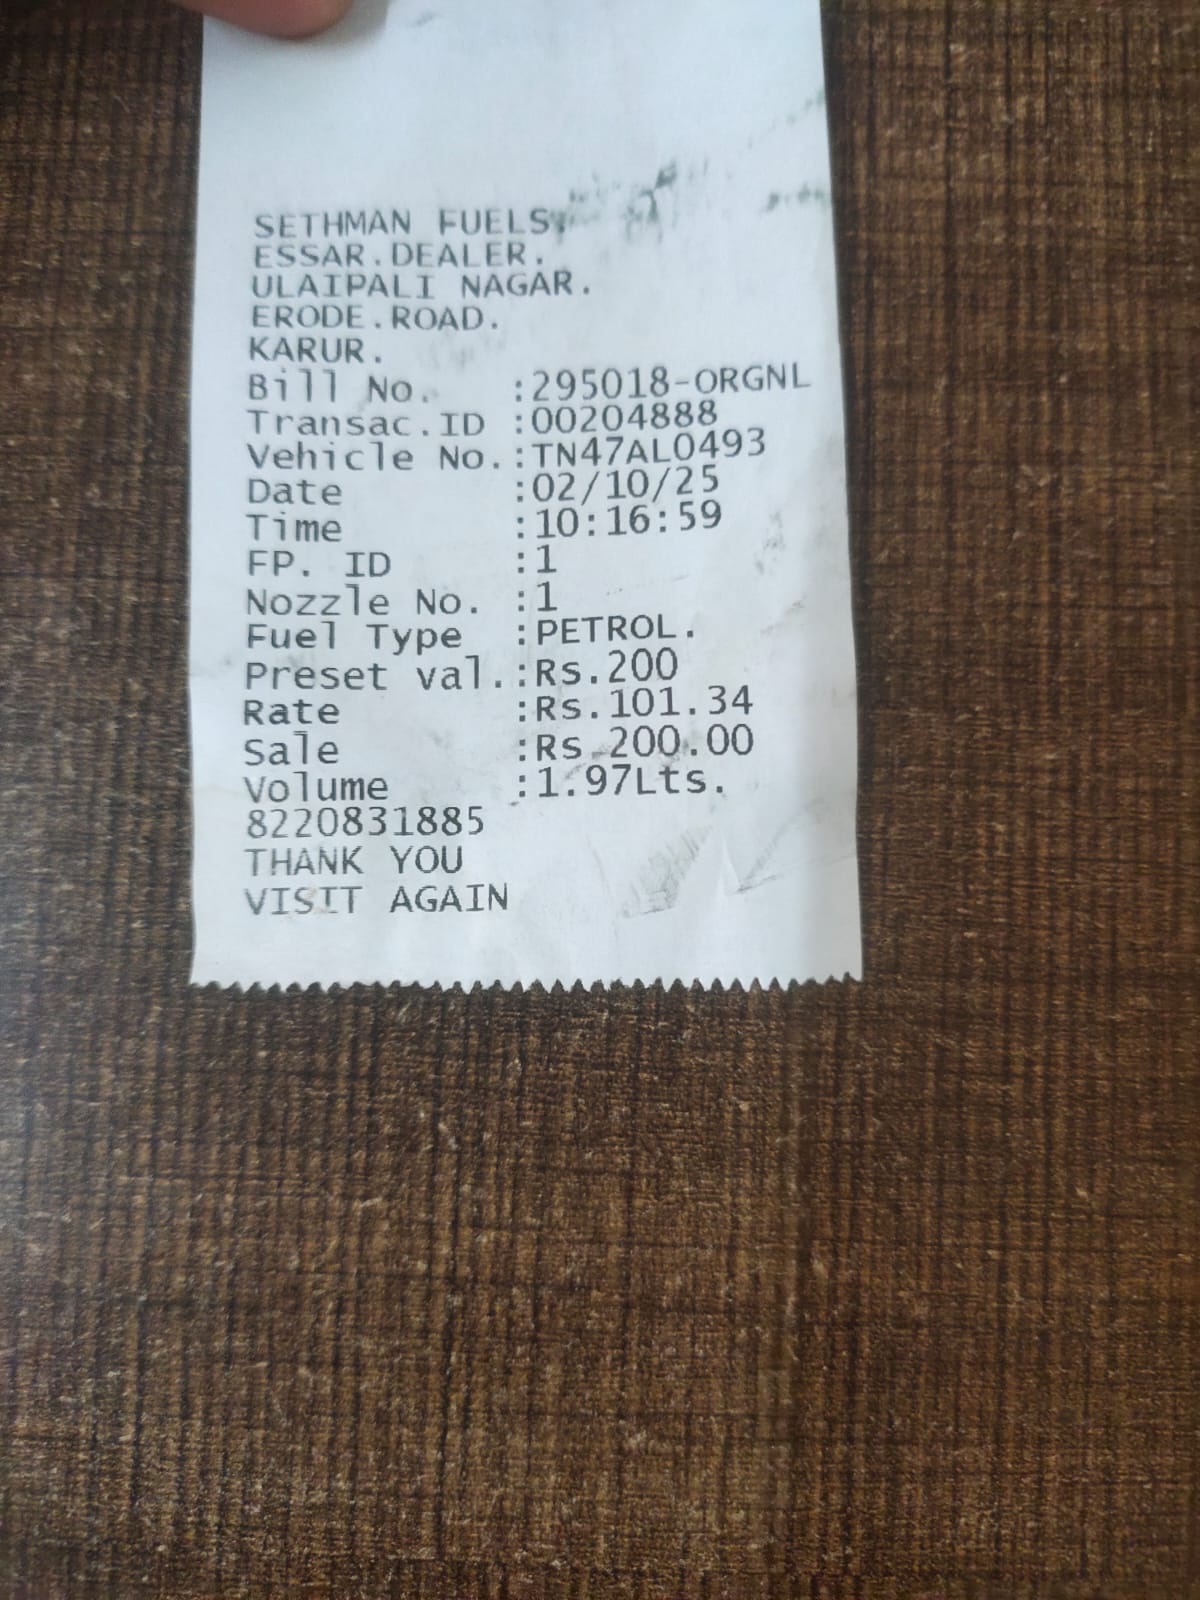 SETHMAN FUELS
ESSAR.DEALER.
ULAIPALI NAGAR.
ERODE.ROAD.
KARUR.
Bill No. :295018-ORGNL
Transac.ID :00204888
Vehicle No.:TN47AL0493
Date :02/10/25
Time :10:16:59
FP. ID :1
Nozzle No. :1
Fuel Type :PETROL.
Preset val.:Rs.200
Rate :Rs.101.34
Sale :Rs 200.00
Volume :1.97Lts.
8220831885
THANK YOU
VISIT AGAIN